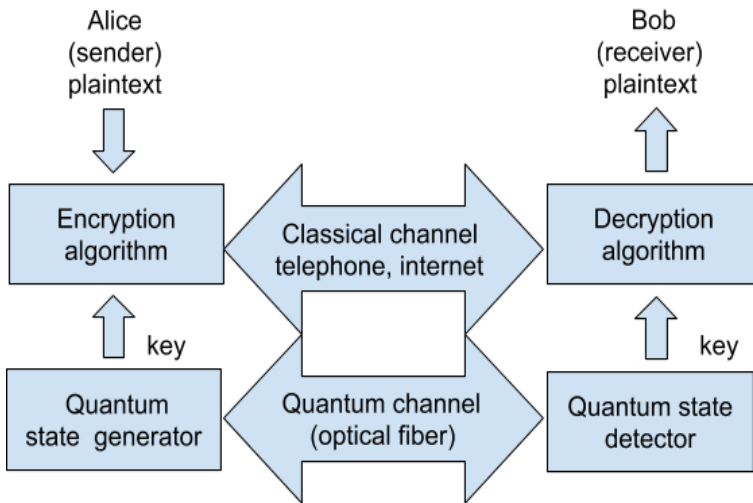 Alice
(sender)
plaintext
Bob
(receiver)
plaintext
Encryption
algorithm
Classical channel
telephone, internet
Decryption
algorithm
key
key
Quantum
state generator
Quantum channel
(optical fiber)
Quantum state
detector